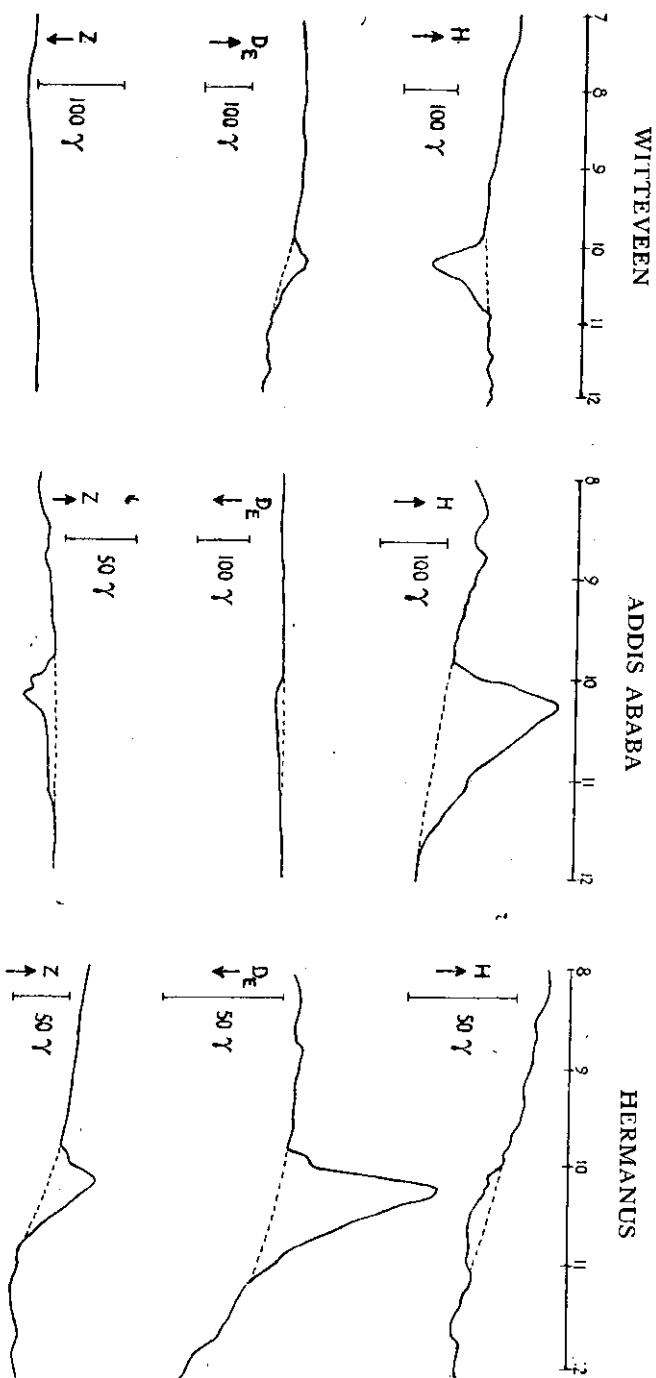 WITTEVEEN
7 8 9 10 11 12
H
100 γ
D_E
100 γ
Z
100 γ
ADDIS ABABA
8 9 10 11 12
H
100 γ
D_E
100 γ
Z
50 γ
HERMANUS
8 9 10 11 12
H
50 γ
D_E
50 γ
Z
50 γ